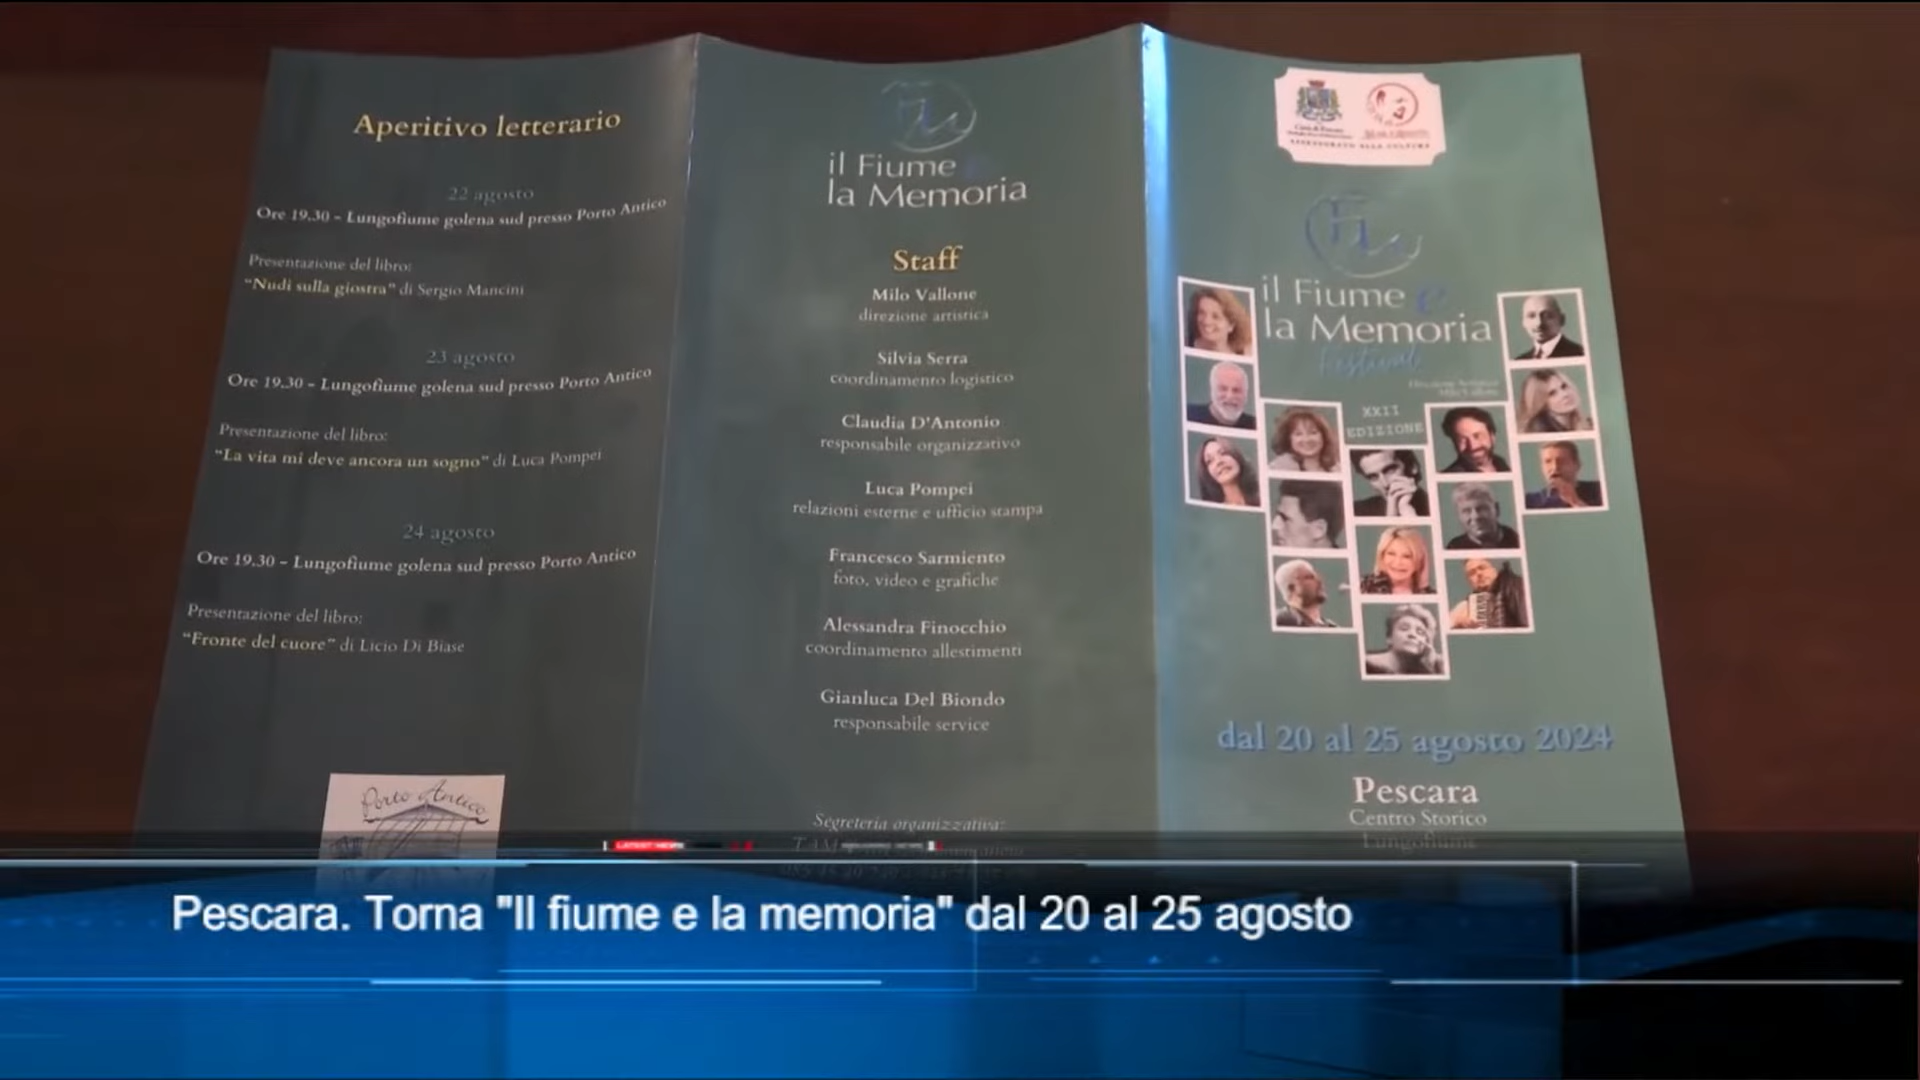 Aperitivo letterario
22 agosto
Ore 19.30 - Lungofiume golena sud presso Porto Antico
Presentazione del libro:
"Nudi sulla giostra" di Sergio Mancini
23 agosto
Ore 19.30 - Lungofiume golena sud presso Porto Antico
Presentazione del libro:
"La vita mi deve ancora un sogno" di Luca Pompei
24 agosto
Ore 19.30 - Lungofiume golena sud presso Porto Antico
Presentazione del libro:
"Fronte del cuore" di Licio Di Biase
Porto Antico
il Fiume e
la Memoria
Staff
Milo Vallone
direzione artistica
Silvia Serra
coordinamento logistico
Claudia D'Antonio
responsabile organizzativo
Luca Pompei
relazioni esterne e ufficio stampa
Francesco Sarmiento
foto, video e grafiche
Alessandra Finocchio
coordinamento allestimenti
Gianluca Del Biondo
responsabile service
Segreteria organizzativa:
ASSESSORATO ALLA CULTURA
il Fiume e
la Memoria
festival
XXII
EDIZIONE
dal 20 al 25 agosto 2024
Pescara
Centro Storico
Lungofiume
LATEST NEWS
Pescara. Torna "Il fiume e la memoria" dal 20 al 25 agosto